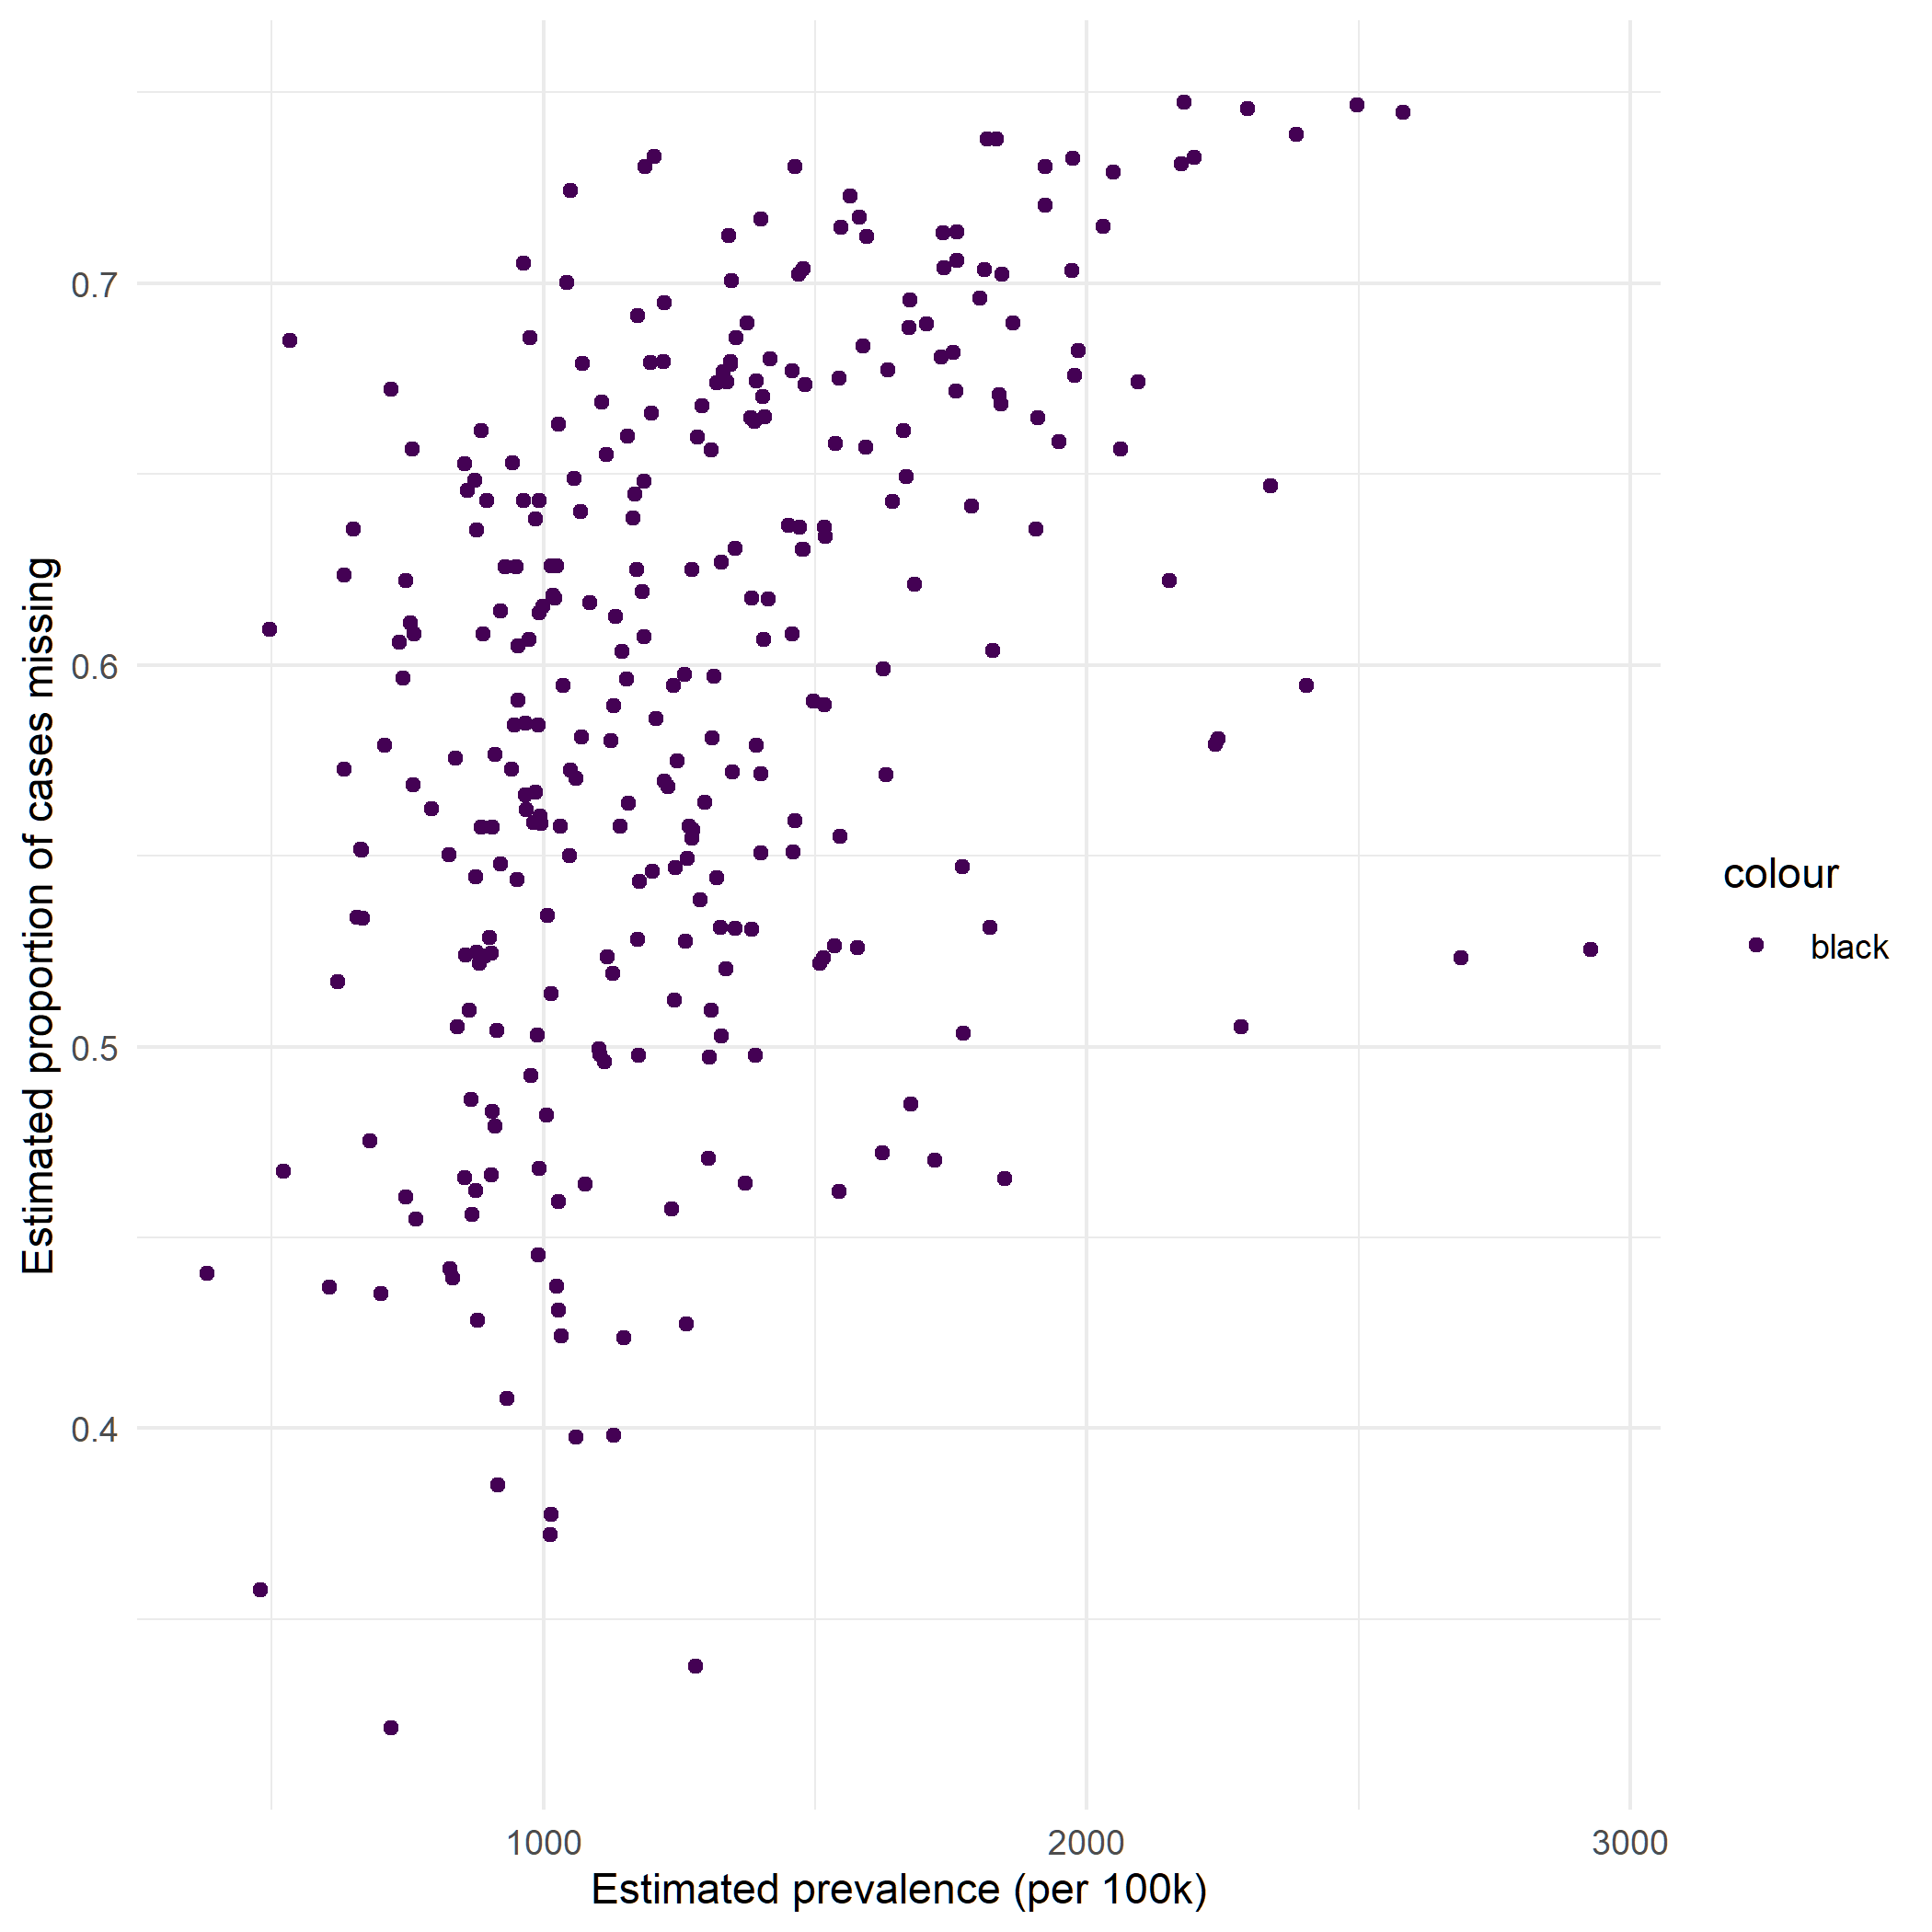 Estimated proportion of cases missing
0.7
0.6
0.5
0.4
1000 2000 3000
Estimated prevalence (per 100k)
colour
black